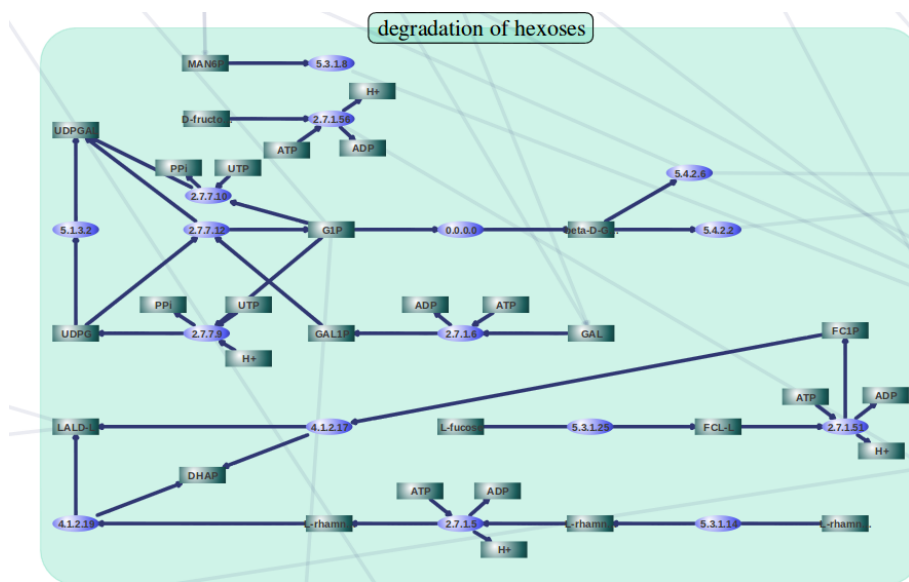 degradation of hexoses
MAN6P
5.3.1.8
H+
D-fructo...
2.7.1.56
ATP
ADP
UDPGA
PPi
UTP
2.7.7.10
5.4.2.6
5.1.3.2
2.7.7.12
G1P
0.0.0.0
beta-D-G...
5.4.2.2
PPi
UTP
ADP
ATP
UDPG
2.7.7.9
GAL1P
2.7.1.6
GAL
FC1P
H+
ATP
ADP
LALD-L
4.1.2.17
L-fucose
5.3.1.25
FCL-L
2.7.1.51
H+
DHAP
ATP
ADP
4.1.2.19
L-rhamn...
2.7.1.5
L-rhamn...
5.3.1.14
L-rhamn...
H+